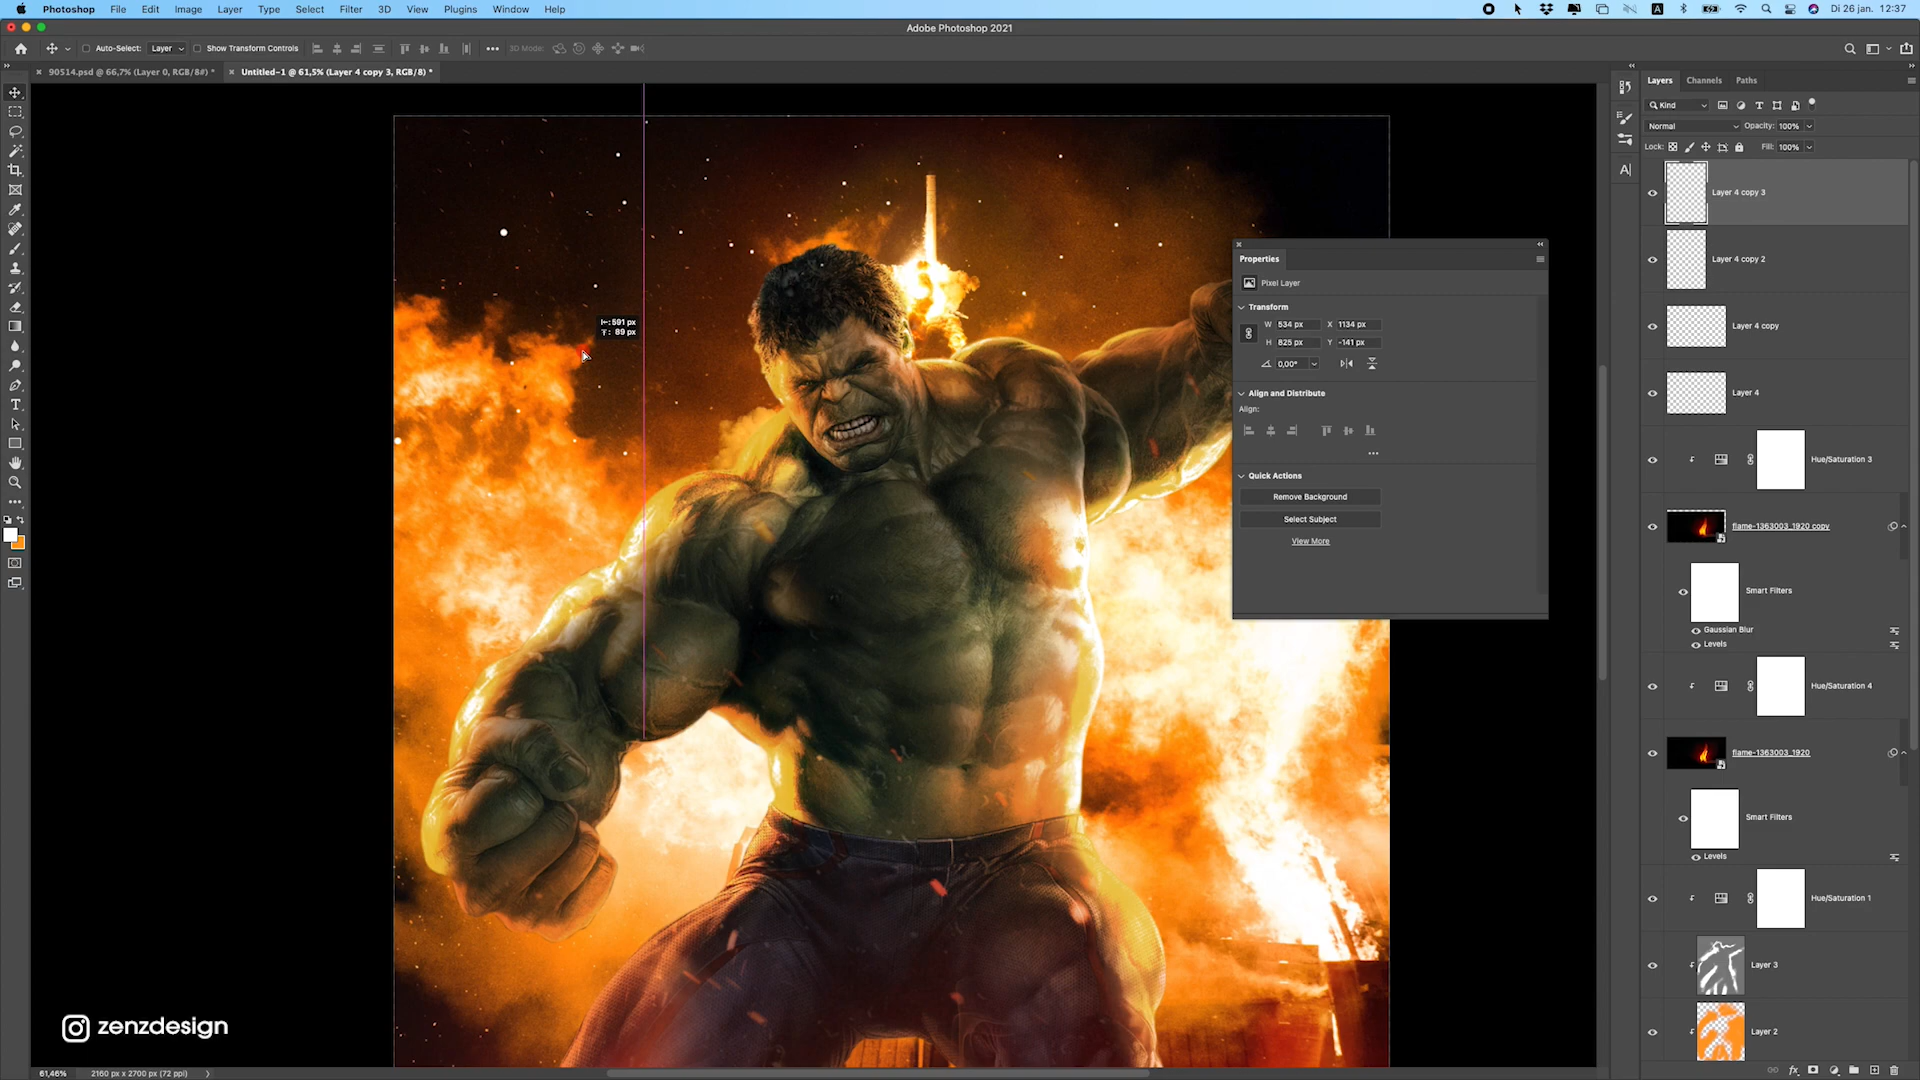 Photoshop File Edit Image Layer Type Select Filter 3D View Plugins Window Help
A
Di 26 jan. 12:37
Adobe Photoshop 2021
Auto-Select: Layer Show Transform Controls
3D Mode:
90514.psd @ 66,7% (Layer 0, RGB/8#) *
Untitled-1 @ 61,5% (Layer 4 copy 3, RGB/8) *
Layers Channels Paths
Kind
Normal Opacity: 100%
Lock: Fill: 100%
Layer 4 copy 3
Layer 4 copy 2
Layer 4 copy
Layer 4
Hue/Saturation 3
flame-1363003_1920 copy
Smart Filters
Gaussian Blur
Levels
Hue/Saturation 4
flame-1363003_1920
Smart Filters
Levels
Hue/Saturation 1
Layer 3
Layer 2
Properties
Pixel Layer
Transform
W 534 px X 1134 px
H 825 px Y -141 px
0,00°
Align and Distribute
Align:
Quick Actions
Remove Background
Select Subject
View More
591 px
89 px
zenzdesign
61,46% 2160 px x 2700 px (72 ppi)